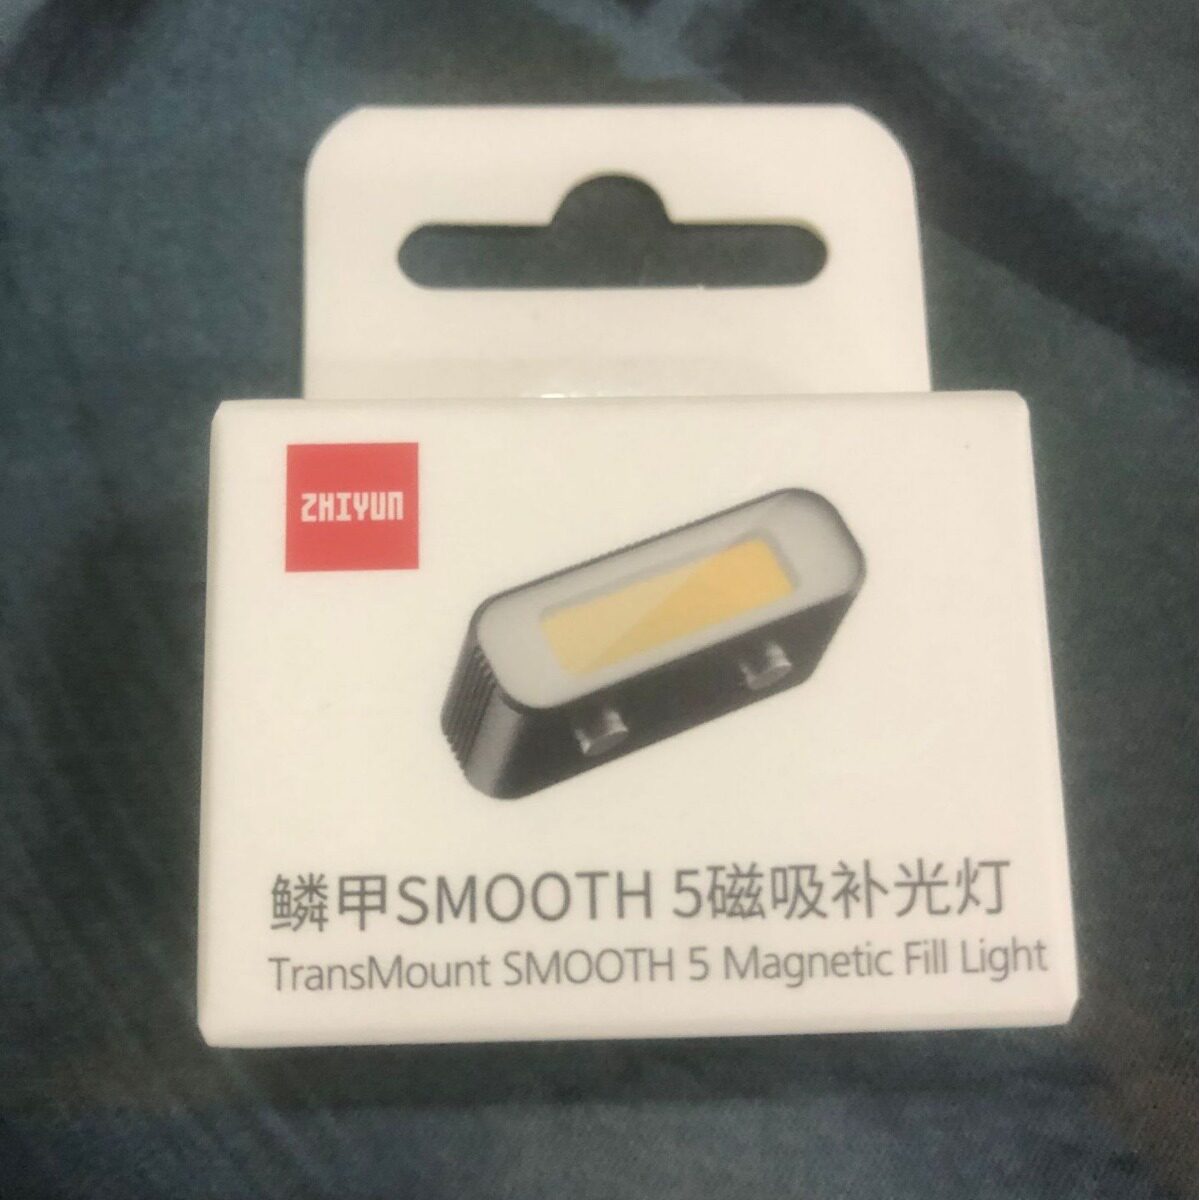 ZHIYUN
鳞甲SMOOTH 5磁吸补光灯
TransMount SMOOTH 5 Magnetic Fill Light